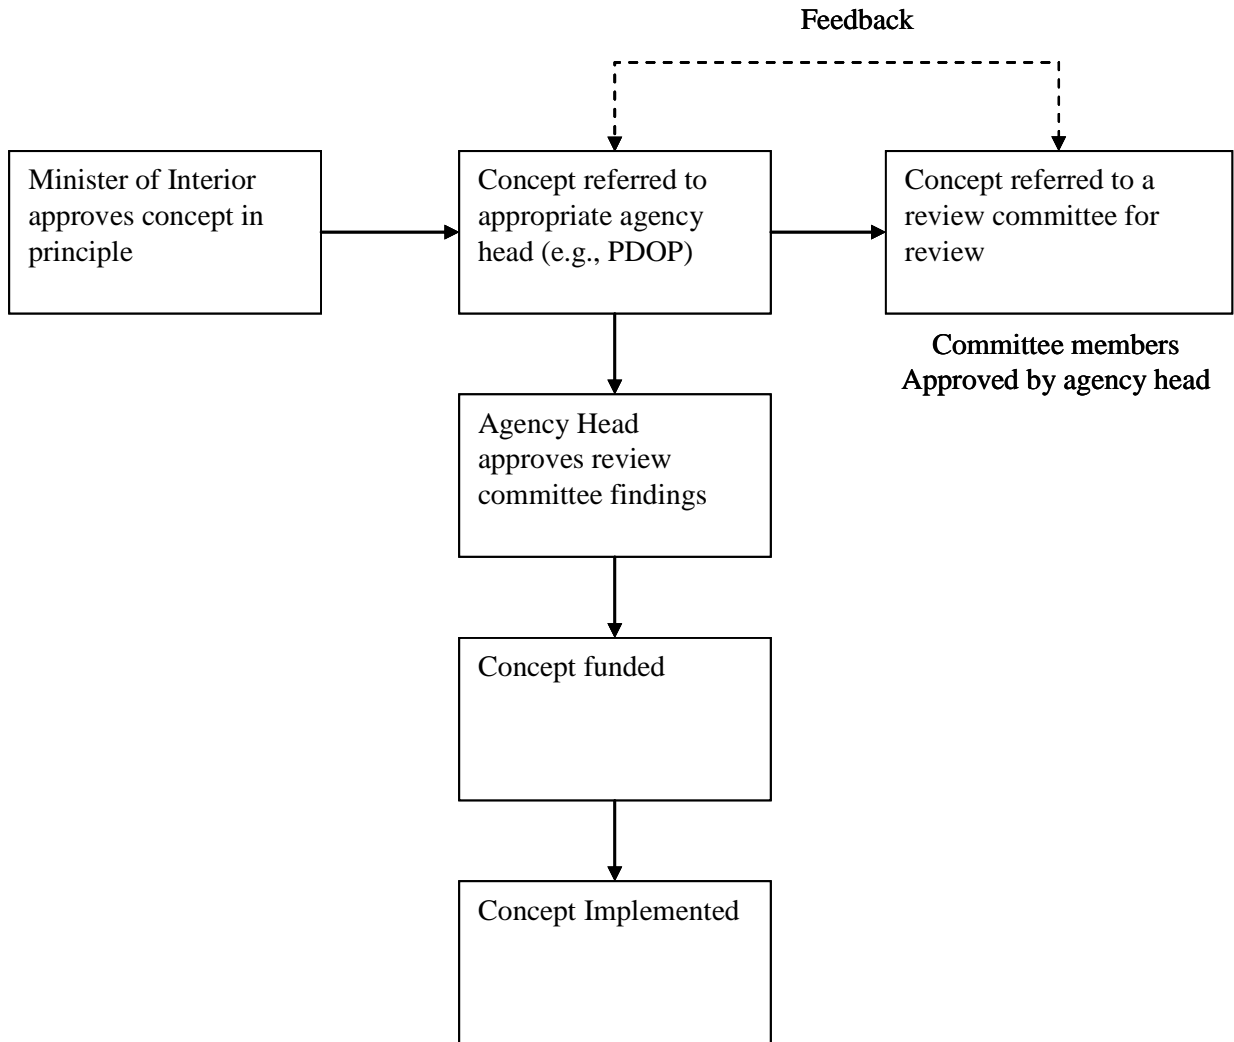 Feedback
Minister of Interior
approves concept in
principle
Concept referred to
appropriate agency
head (e.g., PDOP)
Concept referred to a
review committee for
review
Committee members
Approved by agency head
Agency Head
approves review
committee findings
Concept funded
Concept Implemented